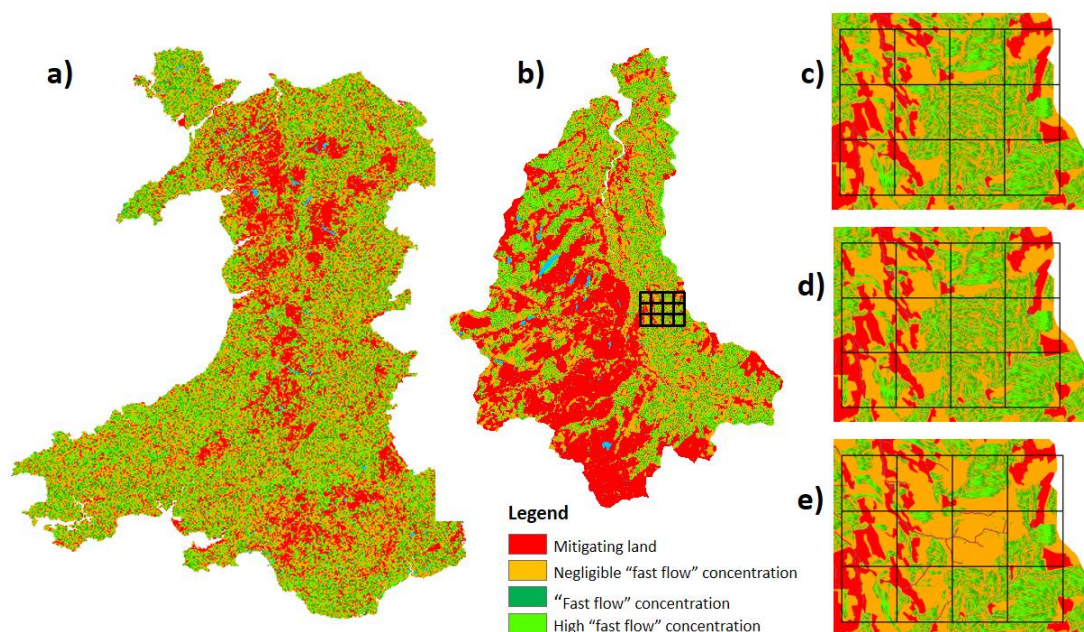 a)
b)
c)
d)
e)
Legend
Mitigating land
Negligible “fast flow” concentration
“Fast flow” concentration
High “fast flow” concentration